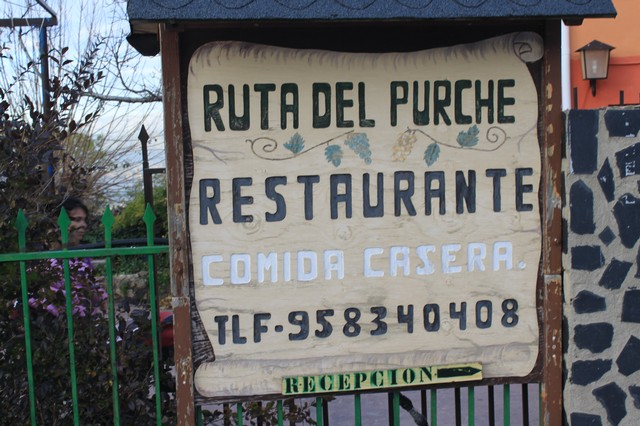 RUTA DEL PURCHE
RESTAURANTE
COMIDA CASERA.
TLF-958340408
RECEPCION